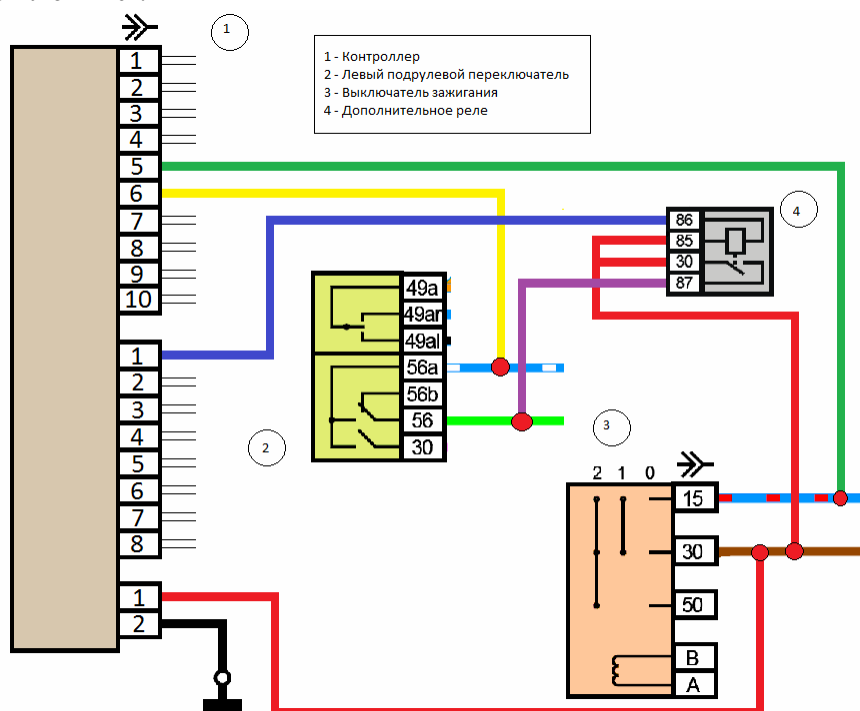 1
1 - Контроллер
2 - Левый подрулевой переключатель
3 - Выключатель зажигания
4 - Дополнительное реле
1
2
3
4
5
6
7
8
9
10
4
86
85
30
87
49a
49ar
49al
56a
56b
56
30
1
2
3
4
5
6
7
8
2
3
2 1 0
15
30
50
B
A
1
2